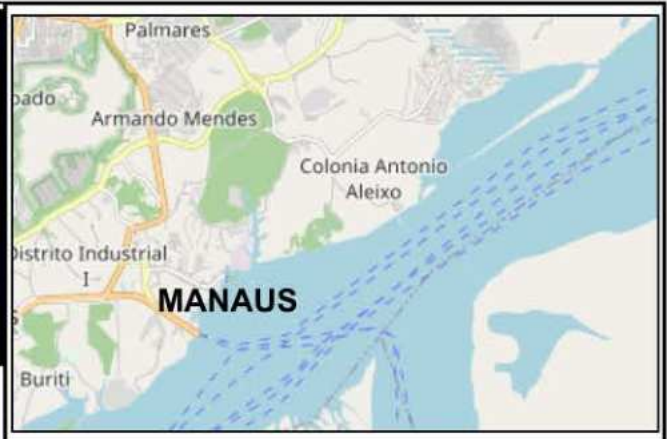 Palmares
Armando Mendes
Colonia Antonio
Aleixo
Distrito Industrial
I
MANAUS
Buriti